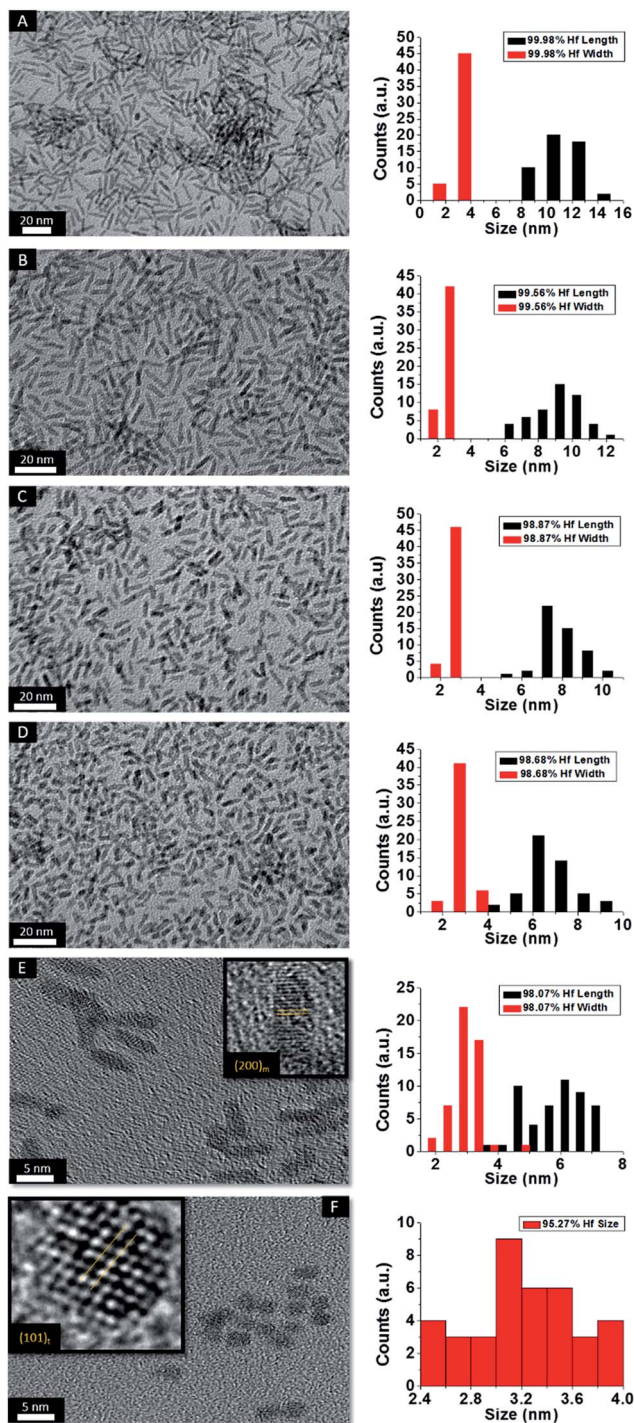 A
20 nm
99.98% Hf Length
99.98% Hf Width
Counts (a.u.)
50
45
40
35
30
25
20
15
10
5
0
0 2 4 6 8 10 12 14 16
Size (nm)
B
20 nm
99.56% Hf Length
99.56% Hf Width
Counts (a.u.)
45
40
35
30
25
20
15
10
5
0
2 4 6 8 10 12
Size (nm)
C
20 nm
98.87% Hf Length
98.87% Hf Width
Counts (a.u)
50
45
40
35
30
25
20
15
10
5
0
2 4 6 8 10
Size (nm)
D
20 nm
98.68% Hf Length
98.68% Hf Width
Counts (a.u.)
45
40
35
30
25
20
15
10
5
0
2 4 6 8 10
Size (nm)
E
(200)m
5 nm
98.07% Hf Length
98.07% Hf Width
Counts (a.u.)
25
20
15
10
5
0
2 4 6 8
Size (nm)
F
(101)t
5 nm
95.27% Hf Size
Counts (a.u.)
10
8
6
4
2
0
2.4 2.8 3.2 3.6 4.0
Size (nm)